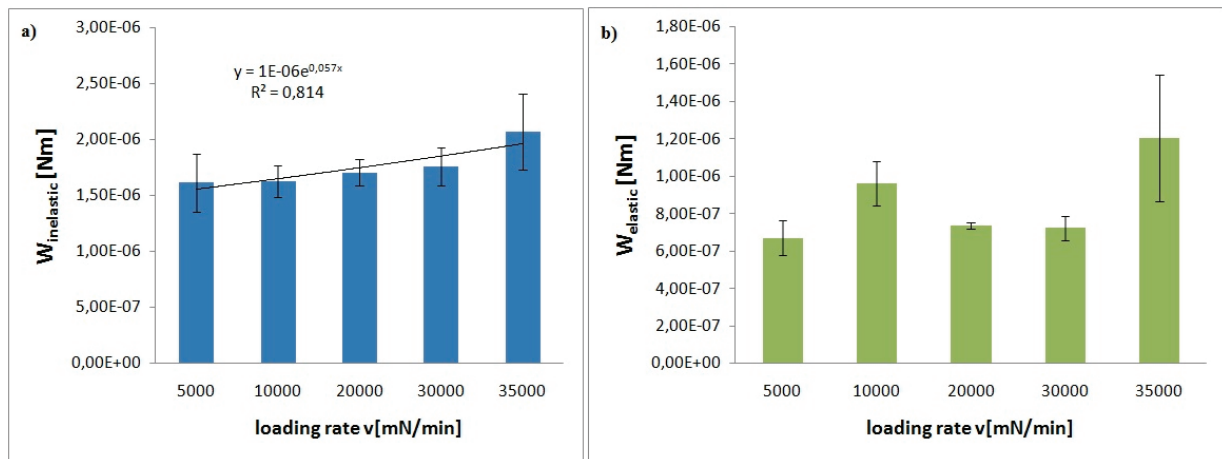 a)
y = 1E-06e^0,057x
R² = 0,814
W_inelastic [Nm]
3,00E-06
2,50E-06
2,00E-06
1,50E-06
1,00E-06
5,00E-07
0,00E+00
5000 10000 20000 30000 35000
loading rate v[mN/min]
b)
W_elastic [Nm]
1,80E-06
1,60E-06
1,40E-06
1,20E-06
1,00E-06
8,00E-07
6,00E-07
4,00E-07
2,00E-07
0,00E+00
5000 10000 20000 30000 35000
loading rate v[mN/min]